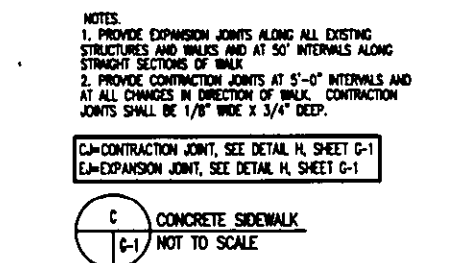 NOTES.
1. PROVIDE EXPANSION JOINTS ALONG ALL EXISTING
STRUCTURES AND WALKS AND AT 50' INTERVALS ALONG
STRAIGHT SECTIONS OF WALK
2. PROVIDE CONTRACTION JOINTS AT 5'-0" INTERVALS AND
AT ALL CHANGES IN DIRECTION OF WALK. CONTRACTION
JOINTS SHALL BE 1/8" WIDE X 3/4" DEEP.
CJ=CONTRACTION JOINT, SEE DETAIL H, SHEET G-1
EJ=EXPANSION JOINT, SEE DETAIL H, SHEET G-1
C CONCRETE SIDEWALK
G-1 NOT TO SCALE